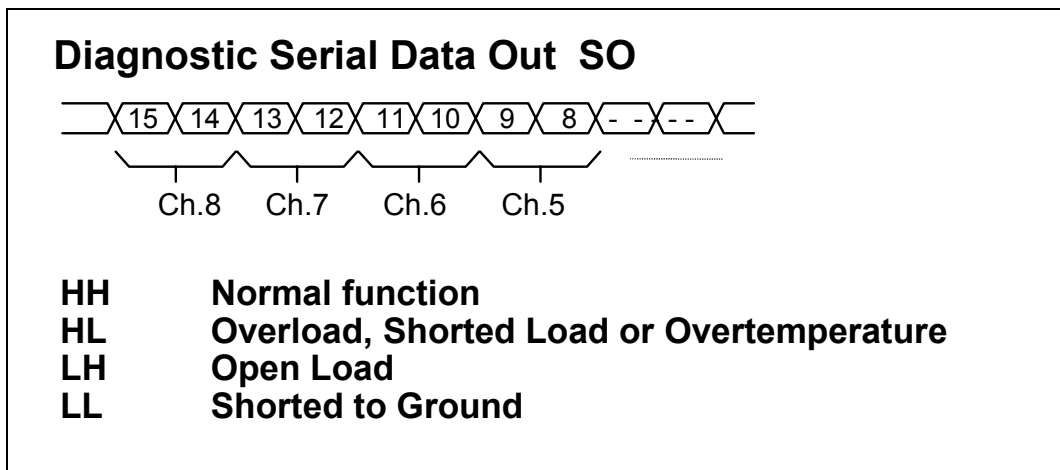 Diagnostic Serial Data Out SO
15 14 13 12 11 10 9 8 - - - -
Ch.8 Ch.7 Ch.6 Ch.5
HH Normal function
HL Overload, Shorted Load or Overtemperature
LH Open Load
LL Shorted to Ground